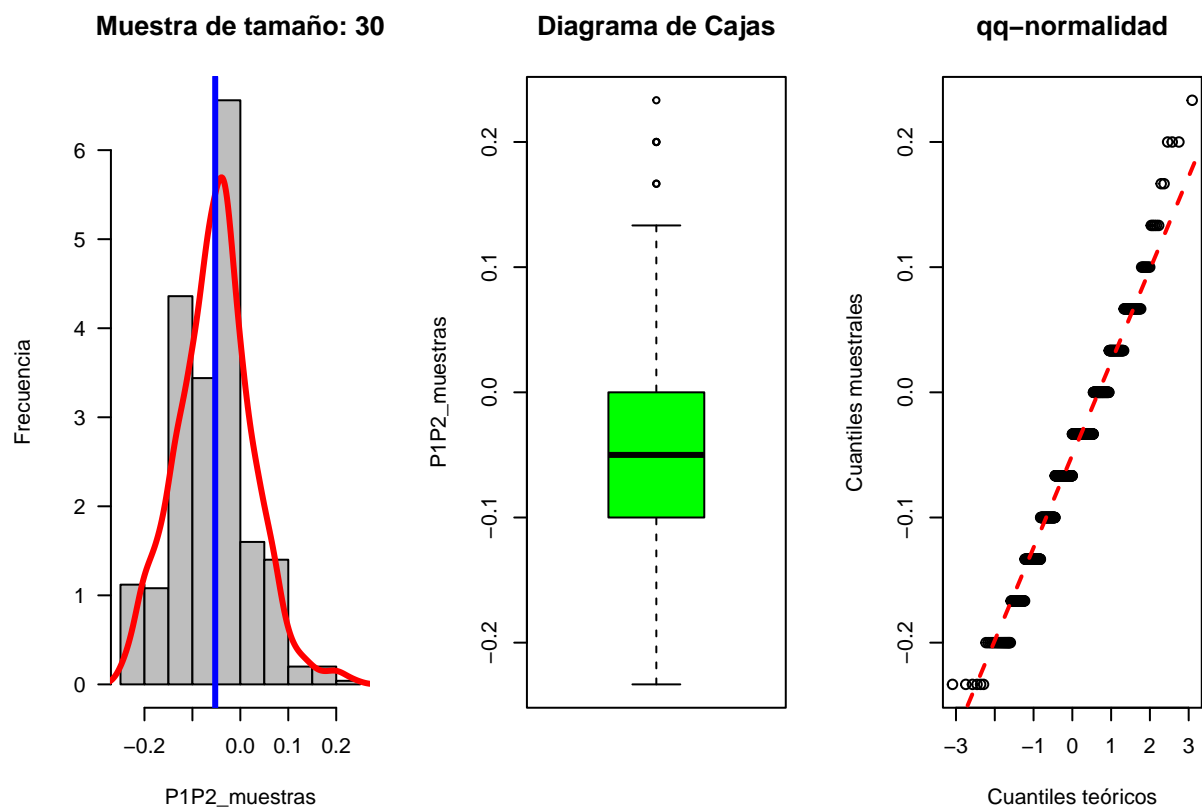 Muestra de tamaño: 30
Frecuencia
6
5
4
3
2
1
0
−0.2 0.0 0.1 0.2
P1P2_muestras
Diagrama de Cajas
P1P2_muestras
0.2
0.1
0.0
−0.1
−0.2
qq−normalidad
Cuantiles muestrales
0.2
0.1
0.0
−0.1
−0.2
−3 −1 0 1 2 3
Cuantiles teóricos